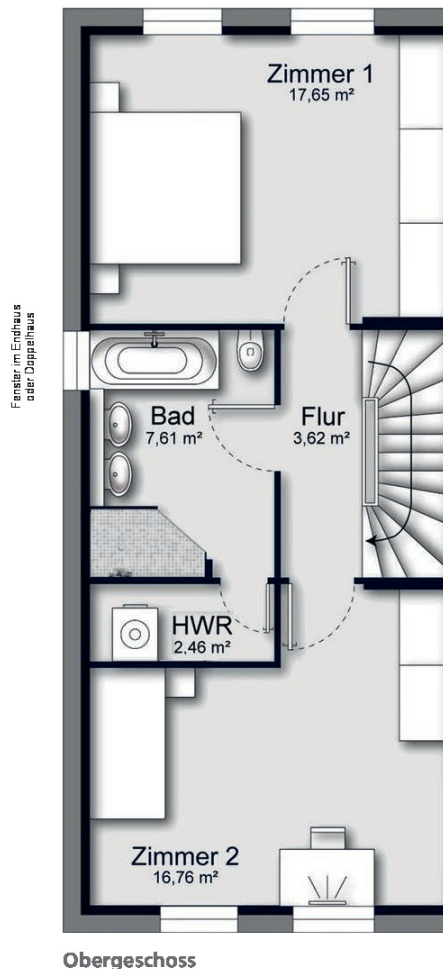 Zimmer 1
17,65 m²
Fenster im Endhaus
oder Doppelhaus
Bad
7,61 m²
Flur
3,62 m²
HWR
2,46 m²
Zimmer 2
16,76 m²
Obergeschoss